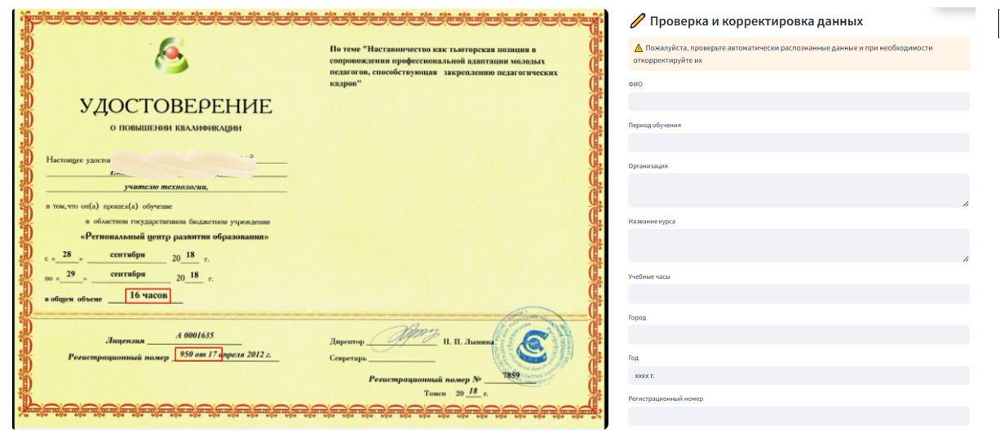 УДОСТОВЕРЕНИЕ
О ПОВЫШЕНИИ КВАЛИФИКАЦИИ
Настоящее
учителю технологии,
в том,что он(а) прошел(а) обучение
в областном государственном бюджетном учреждении
«Региональный центр развития образования»
с « 28 » сентября 20 18 г.
по « 29 » сентября 20 18 г.
в общем объеме 16 часов
Лицензия А 0001635
Регистрационный номер 950 от 17 апреля 2012 г.
По теме "Наставничество как тьюторская позиция в
сопровождении профессиональной адаптации молодых
педагогов, способствующая закреплению педагогических
кадров"
Директор Н. П. Лыжина
Секретарь
Регистрационный номер № 7859
Томск 20 18 г.
Проверка и корректировка данных
Пожалуйста, проверьте автоматически распознанные данные и при необходимости
откорректируйте их
ФИО
Период обучения
Организация
Название курса
Учебные часы
Город
Год
xxxx г.
Регистрационный номер